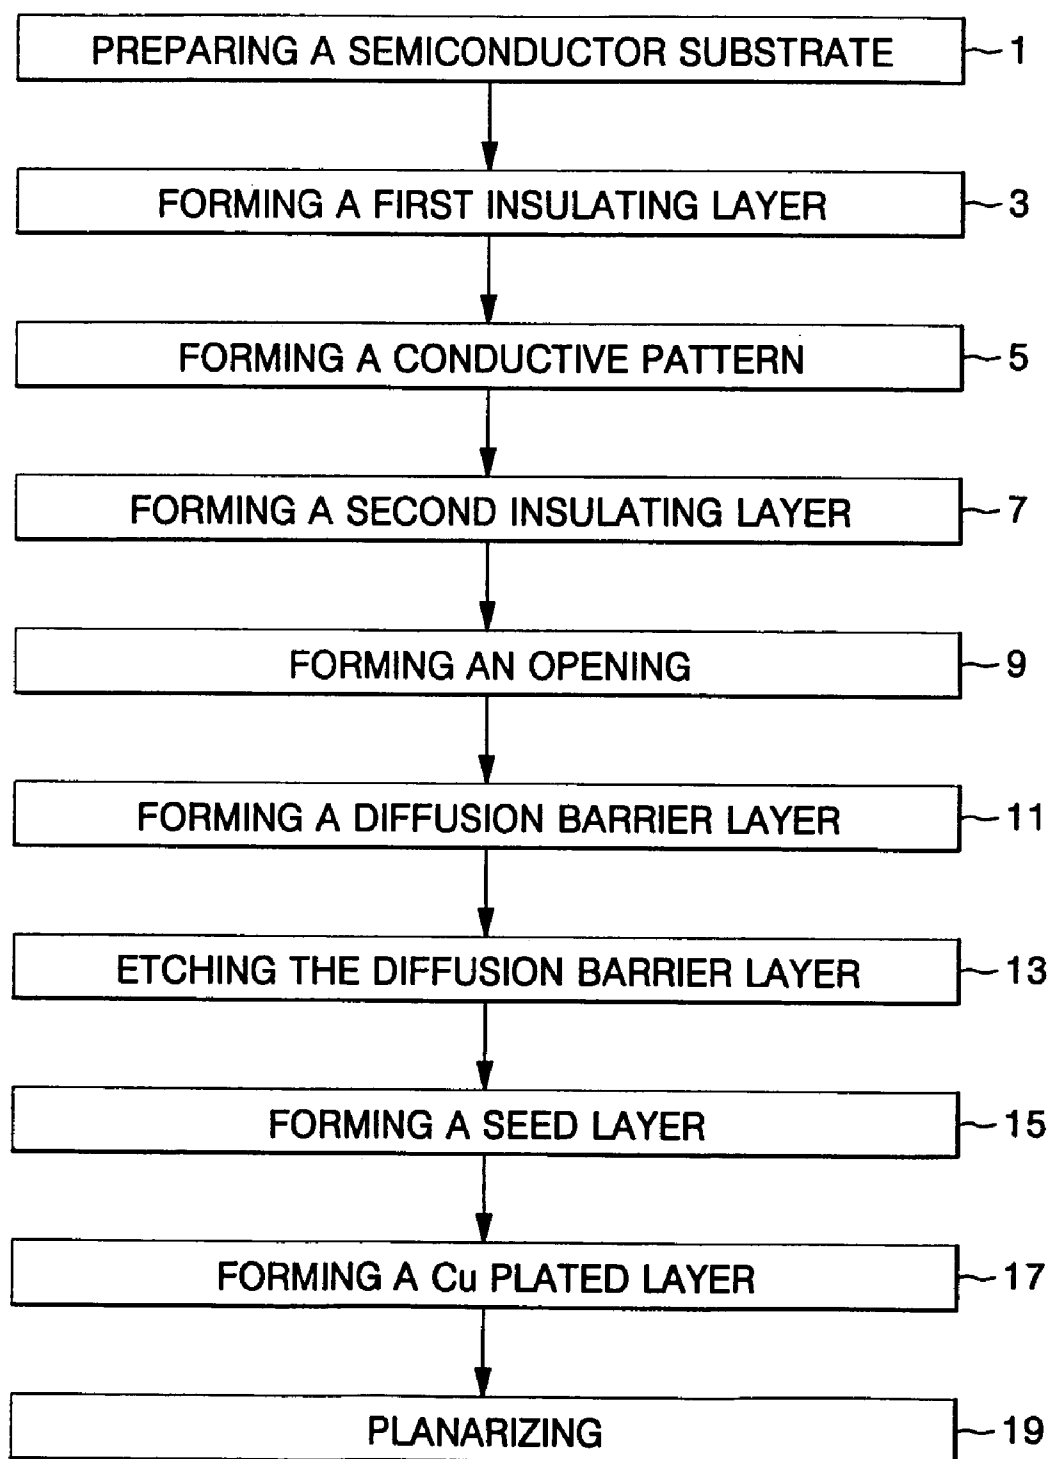 PREPARING A SEMICONDUCTOR SUBSTRATE 1
FORMING A FIRST INSULATING LAYER 3
FORMING A CONDUCTIVE PATTERN 5
FORMING A SECOND INSULATING LAYER 7
FORMING AN OPENING 9
FORMING A DIFFUSION BARRIER LAYER 11
ETCHING THE DIFFUSION BARRIER LAYER 13
FORMING A SEED LAYER 15
FORMING A Cu PLATED LAYER 17
PLANARIZING 19